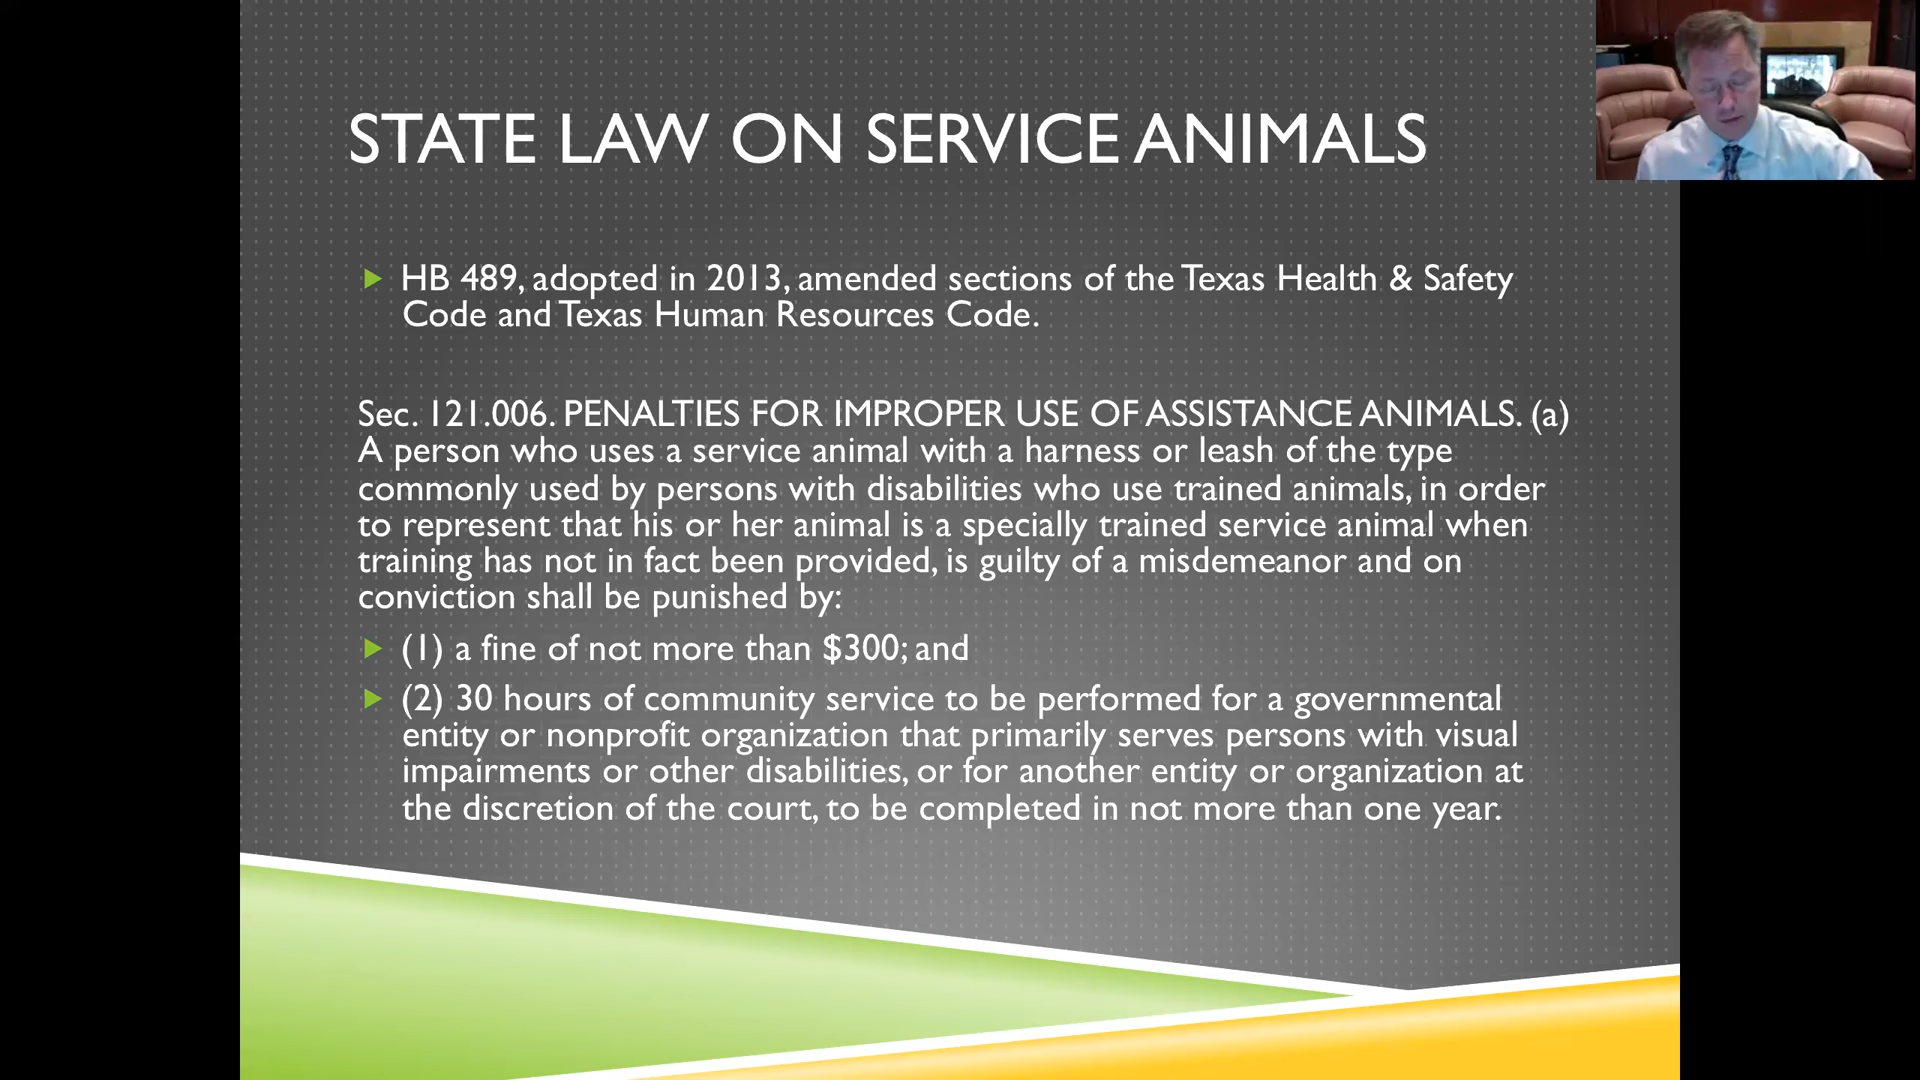 STATE LAW ON SERVICE ANIMALS
HB 489, adopted in 2013, amended sections of the Texas Health & Safety
Code and Texas Human Resources Code.
Sec. 121.006. PENALTIES FOR IMPROPER USE OF ASSISTANCE ANIMALS. (a)
A person who uses a service animal with a harness or leash of the type
commonly used by persons with disabilities who use trained animals, in order
to represent that his or her animal is a specially trained service animal when
training has not in fact been provided, is guilty of a misdemeanor and on
conviction shall be punished by:
(1) a fine of not more than $300; and
(2) 30 hours of community service to be performed for a governmental
entity or nonprofit organization that primarily serves persons with visual
impairments or other disabilities, or for another entity or organization at
the discretion of the court, to be completed in not more than one year.